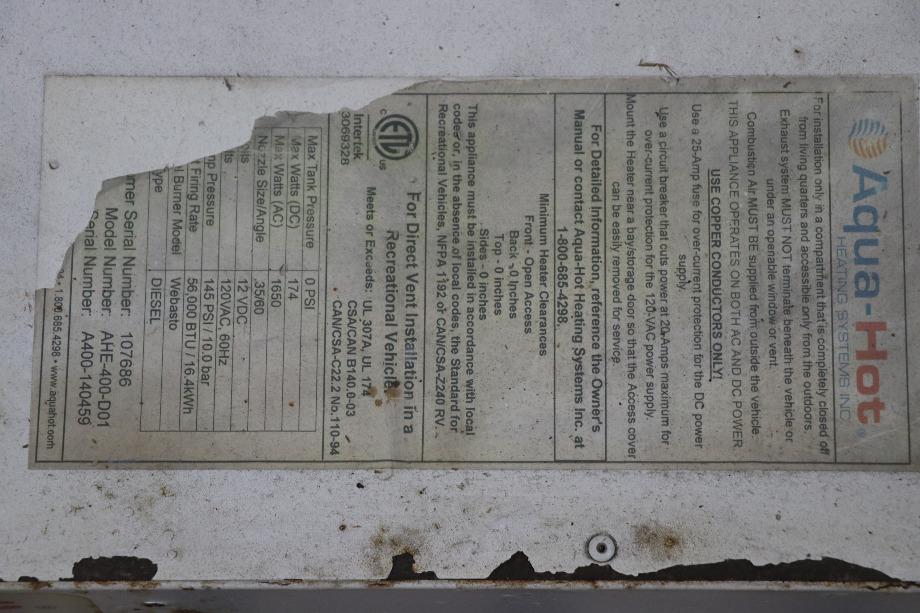 Aqua-Hot®
HEATING SYSTEMS INC.
For installation only in a compartment that is completely closed off
from living quarters and accessible only from the outdoors.
Exhaust system MUST NOT terminate beneath the vehicle or
under an openable window or vent.
Combustion Air MUST BE supplied from outside the vehicle.
THIS APPLIANCE OPERATES ON BOTH AC AND DC POWER
USE COPPER CONDUCTORS ONLY!
Use a 25-Amp fuse for over-current protection for the DC power
supply.
Use a circuit breaker that cuts power at 20-Amps maximum for
over-current protection for the 120-VAC power supply.
Mount the Heater near a bay/storage door so that the Access cover
can be easily removed for service.
For Detailed Information, reference the Owner's
Manual or contact Aqua-Hot Heating Systems Inc. at
1-800-685-4298.
Minimum Heater Clearances
Front - Open Access
Back - 0 Inches
Top - 0 inches
Sides - 0 inches
This appliance must be installed in accordance with local
codes or, in the absence of local codes, the Standard for
Recreational Vehicles, NFPA 1192 or CAN/CSA-Z240 RV.
C ETL US
Intertek
3069328
For Direct Vent Installation in a
Recreational Vehicle
Meets or Exceeds: UL 307A, UL 174
CSA/CAN B140.0-03
CAN/CSA-C22.2 No.110-94
Max Tank Pressure 0 PSI
Max Watts (DC) 174
Max Watts (AC) 1650
Nozzle Size/Angle 35/60
12 VDC
120VAC, 60Hz
Pressure 145 PSI / 10.0 bar
Firing Rate 56,000 BTU / 16.4kWh
Burner Model Webasto
ype DIESEL
rner Serial Number: 107686
Model Number: AHE-400-D01
Serial Number: A400-140459
1.800.685.4298 • www.aquahot.com